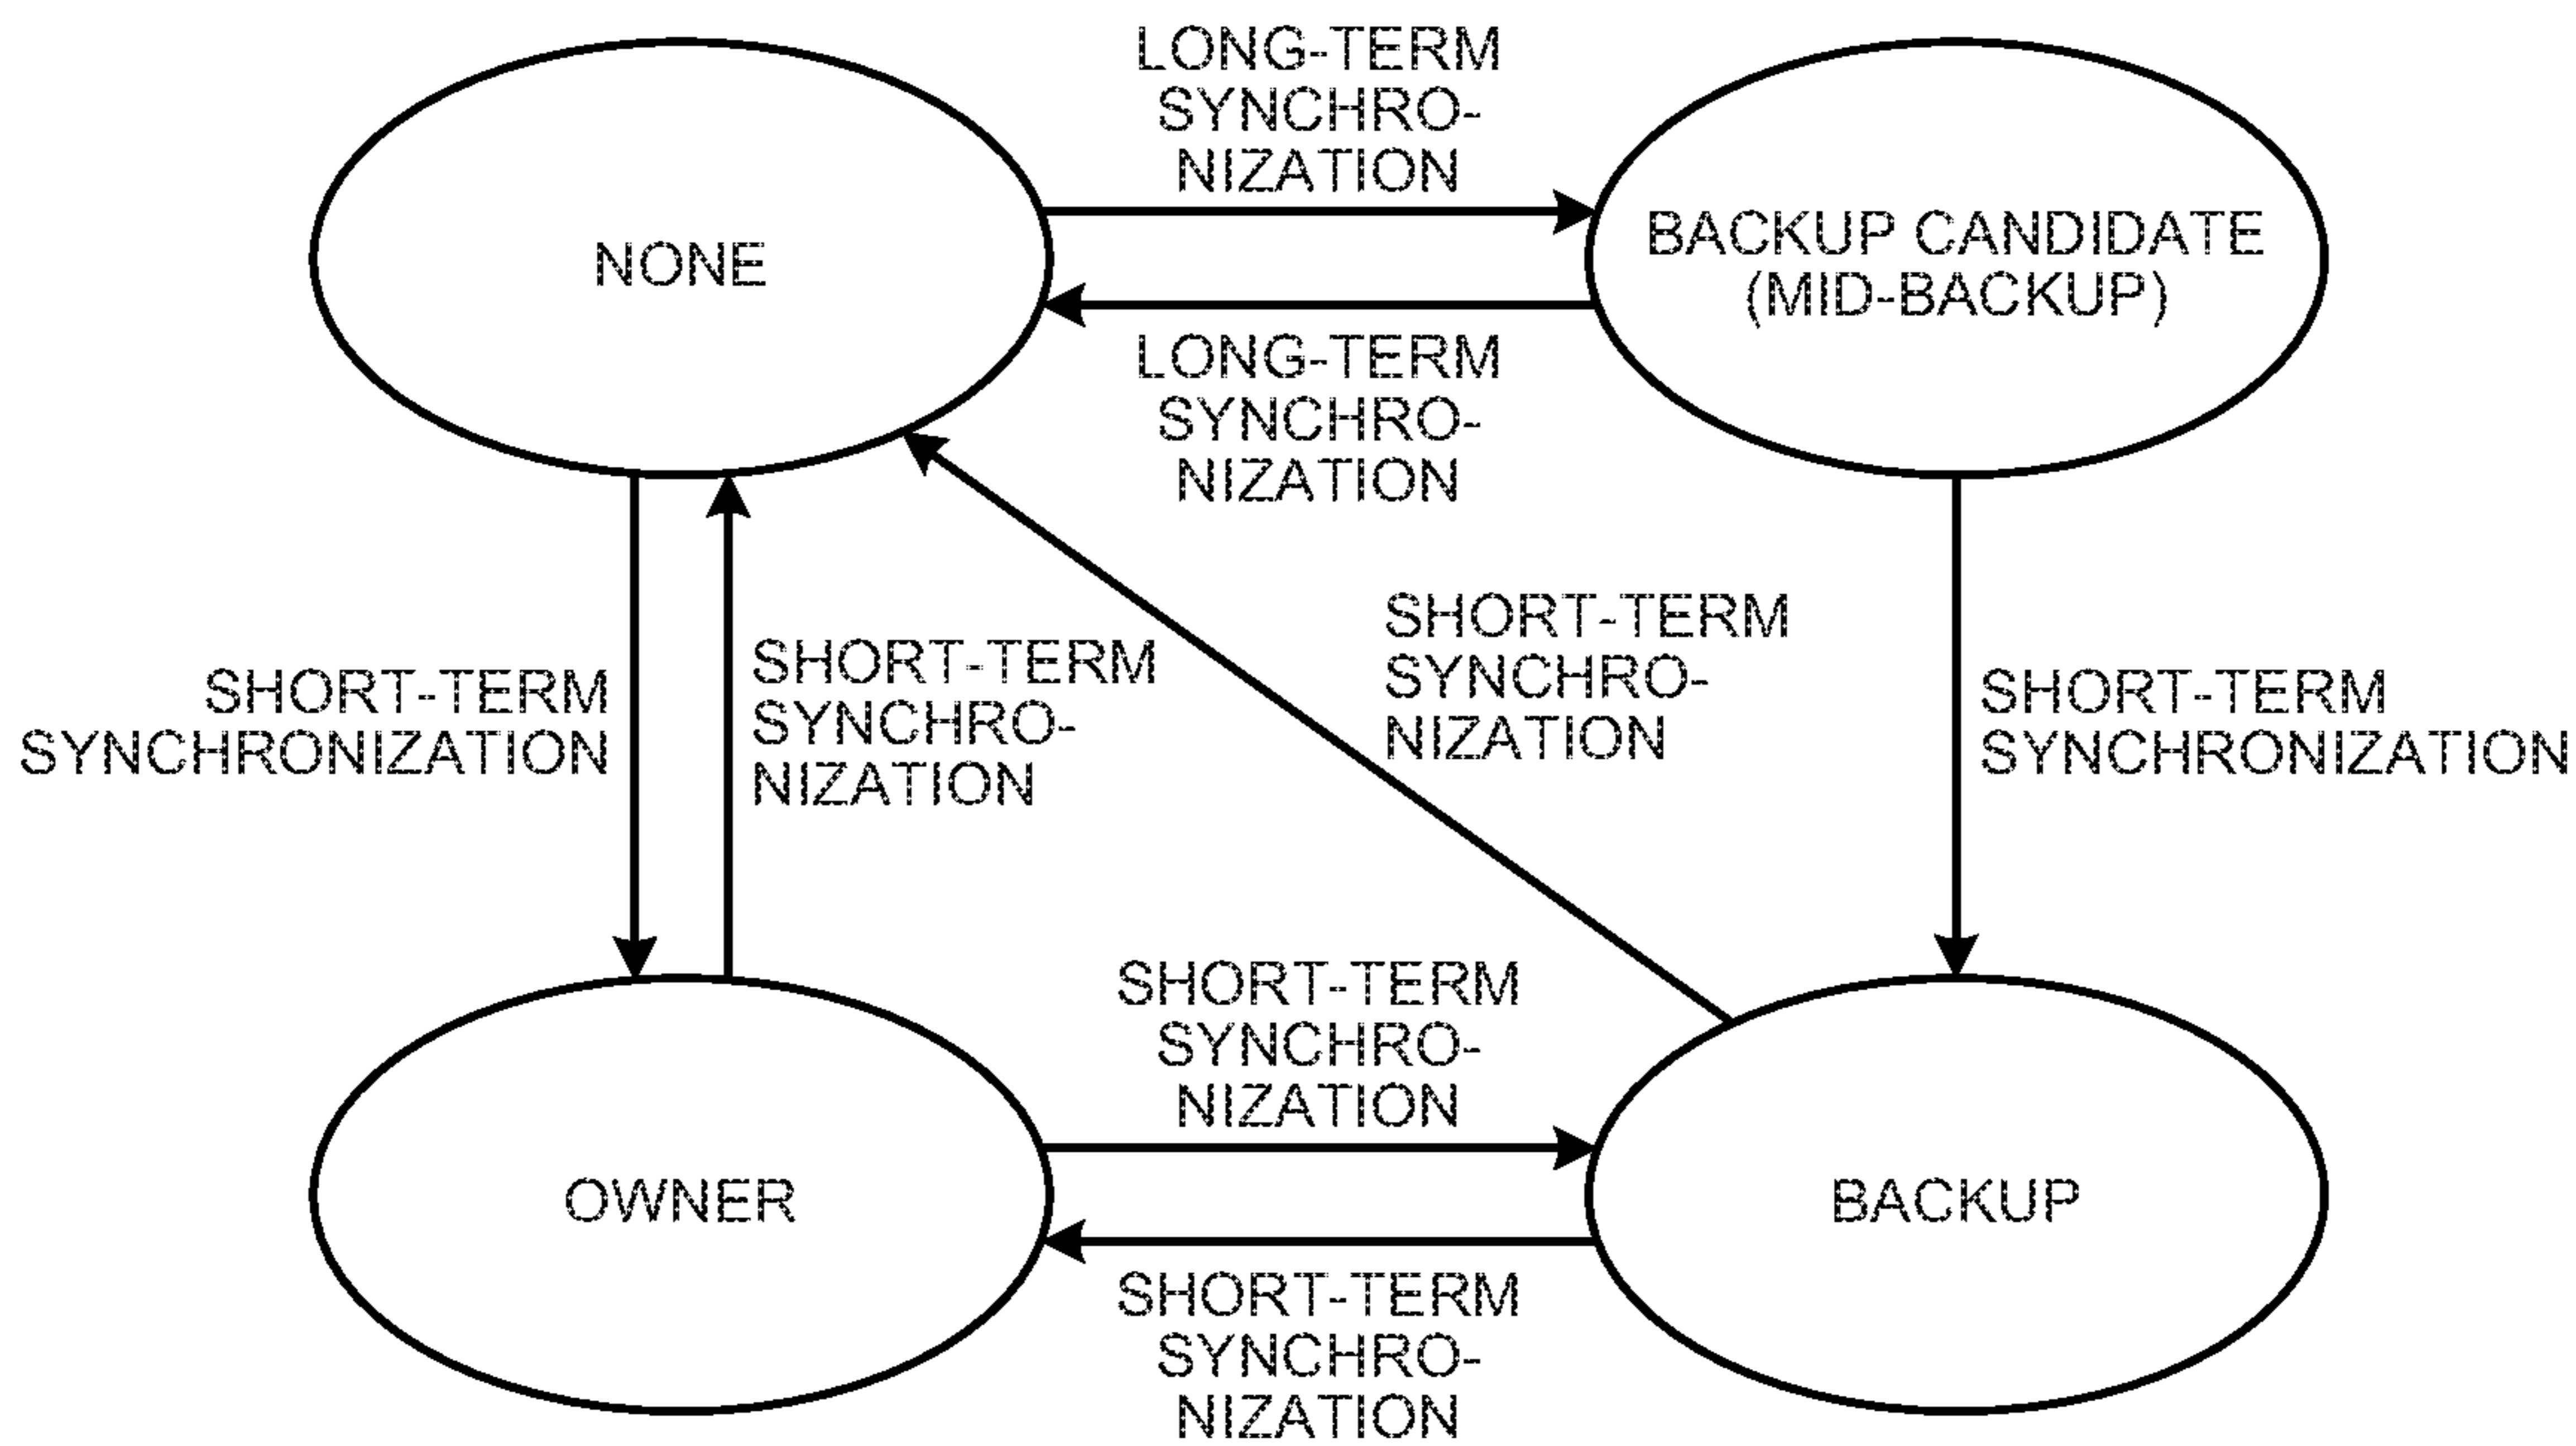 LONG-TERM
SYNCHRO-
NIZATION
NONE
BACKUP CANDIDATE
(MID-BACKUP)
LONG-TERM
SYNCHRO-
NIZATION
SHORT-TERM
SYNCHRONIZATION
SHORT-TERM
SYNCHRO-
NIZATION
SHORT-TERM
SYNCHRO-
NIZATION
SHORT-TERM
SYNCHRONIZATION
SHORT-TERM
SYNCHRO-
NIZATION
OWNER
BACKUP
SHORT-TERM
SYNCHRO-
NIZATION